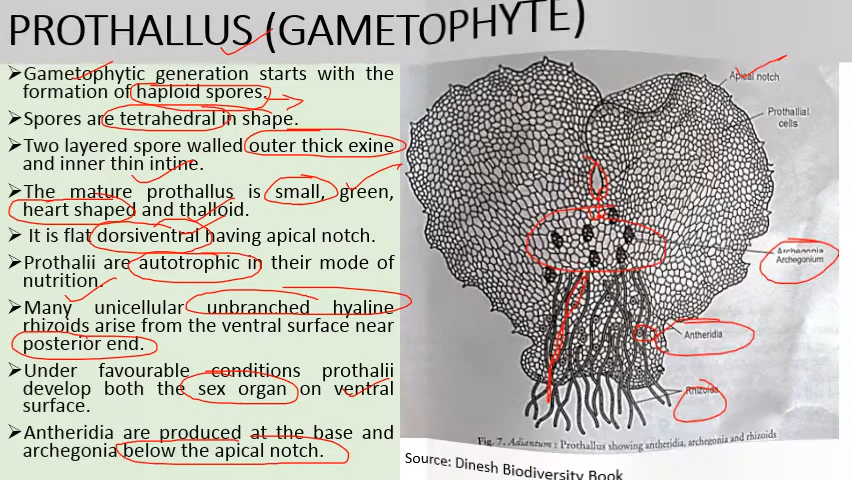 PROTHALLUS (GAMETOPHYTE)
➢Gametophytic generation starts with the
formation of haploid spores.
➢Spores are tetrahedral in shape.
➢Two layered spore walled outer thick exine
and inner thin intine.
➢The mature prothallus is small, green,
heart shaped and thalloid.
➢ It is flat dorsiventral having apical notch.
➢Prothalii are autotrophic in their mode of
nutrition.
➢Many unicellular unbranched hyaline
rhizoids arise from the ventral surface near
posterior end.
➢Under favourable conditions prothalii
develop both the sex organ on ventral
surface.
➢Antheridia are produced at the base and
archegonia below the apical notch.
Apical notch
Prothallial
cells
Archegonia
Archegonium
Antheridia
Rhizoids
Fig. 7. Adiantum : Prothallus showing antheridia, archegonia and rhizoids
Source: Dinesh Biodiversity Book